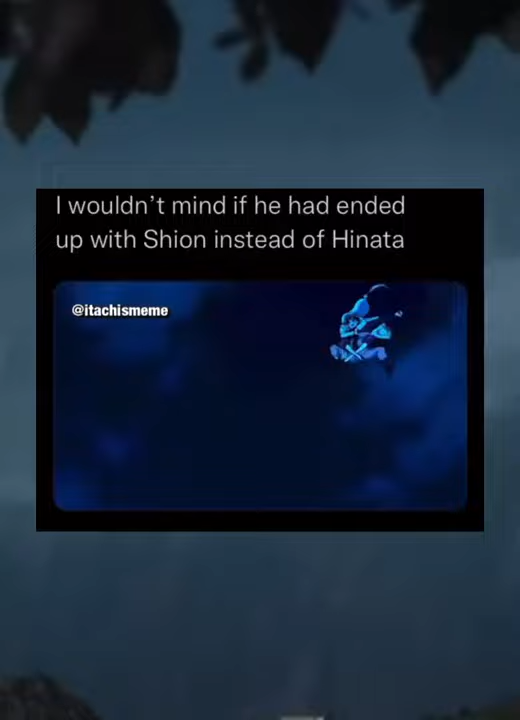 I wouldn’t mind if he had ended
up with Shion instead of Hinata
@itachismeme